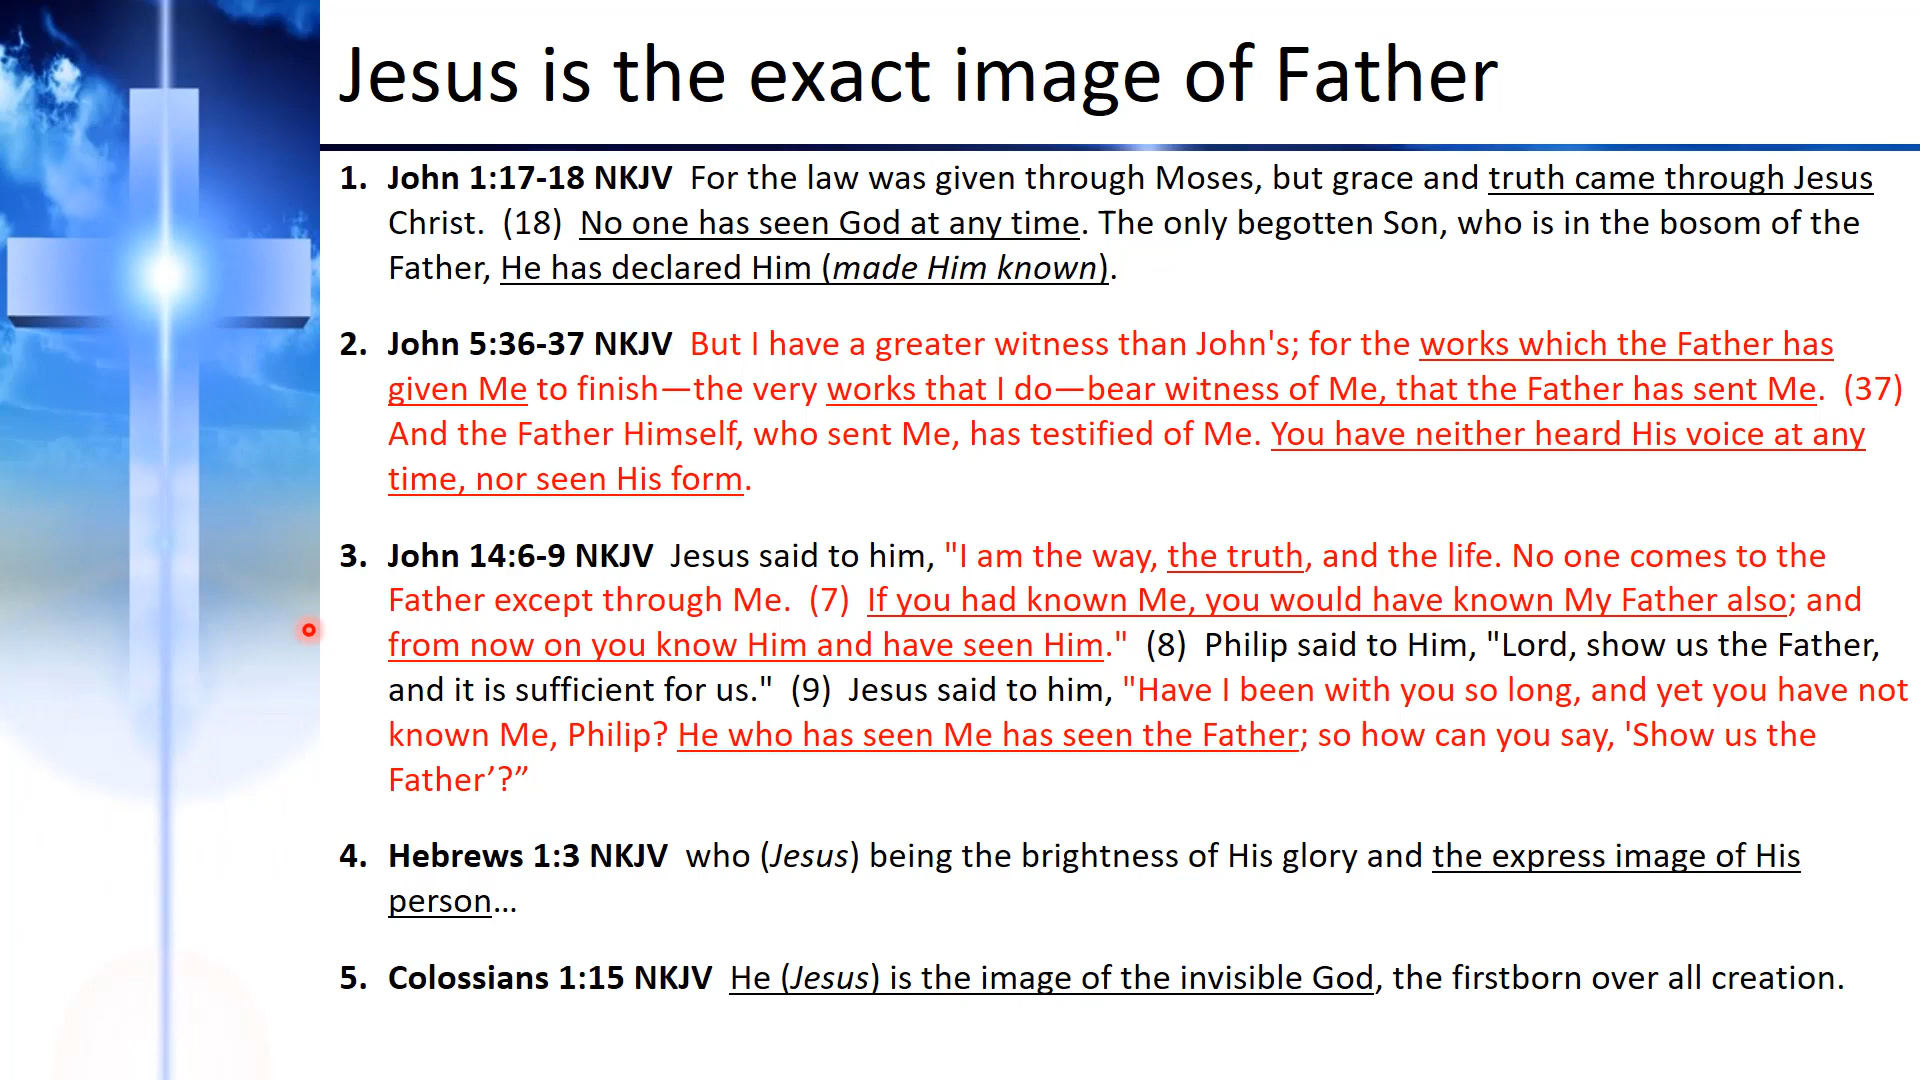 Jesus is the exact image of Father
1. John 1:17-18 NKJV For the law was given through Moses, but grace and truth came through Jesus
Christ. (18) No one has seen God at any time. The only begotten Son, who is in the bosom of the
Father, He has declared Him (made Him known).
2. John 5:36-37 NKJV But I have a greater witness than John's; for the works which the Father has
given Me to finish—the very works that I do—bear witness of Me, that the Father has sent Me. (37)
And the Father Himself, who sent Me, has testified of Me. You have neither heard His voice at any
time, nor seen His form.
3. John 14:6-9 NKJV Jesus said to him, "I am the way, the truth, and the life. No one comes to the
Father except through Me. (7) If you had known Me, you would have known My Father also; and
from now on you know Him and have seen Him." (8) Philip said to Him, "Lord, show us the Father,
and it is sufficient for us." (9) Jesus said to him, "Have I been with you so long, and yet you have not
known Me, Philip? He who has seen Me has seen the Father; so how can you say, 'Show us the
Father’?”
4. Hebrews 1:3 NKJV who (Jesus) being the brightness of His glory and the express image of His
person…
5. Colossians 1:15 NKJV He (Jesus) is the image of the invisible God, the firstborn over all creation.